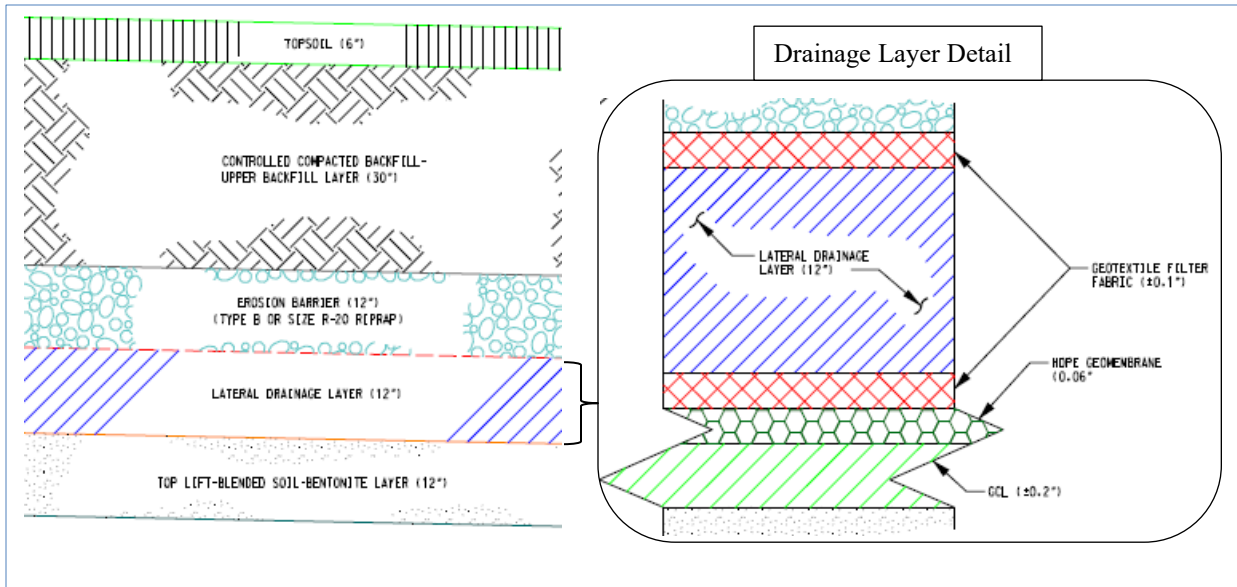 TOPSOIL (6")
CONTROLLED COMPACTED BACKFILL-
UPPER BACKFILL LAYER (30")
EROSION BARRIER (12")
(TYPE B OR SIZE R-20 RIPRAP)
LATERAL DRAINAGE LAYER (12")
TOP LIFT-BLENDED SOIL-BENTONITE LAYER (12")
Drainage Layer Detail
LATERAL DRAINAGE
LAYER (12")
GEOTEXTILE FILTER
FABRIC (±0.1")
HDPE GEOMENBRANE
(0.06"
GCL (±0.2")